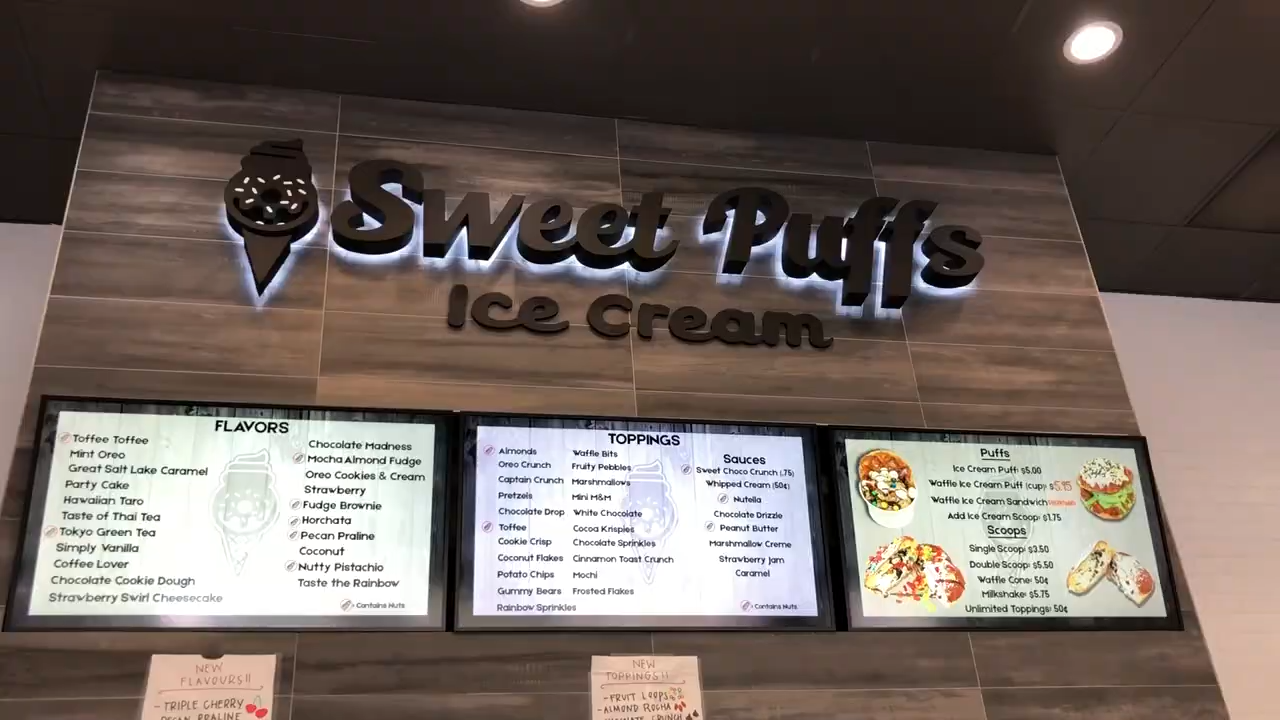 Sweet Puffs
Ice Cream
FLAVORS
Toffee Toffee
Mint Oreo
Great Salt Lake Caramel
Party Cake
Hawaiian Taro
Taste of Thai Tea
Tokyo Green Tea
Simply Vanilla
Coffee Lover
Chocolate Cookie Dough
Strawberry Swirl Cheesecake
Chocolate Madness
Mocha Almond Fudge
Oreo Cookies & Cream
Strawberry
Fudge Brownie
Horchata
Pecan Praline
Coconut
Nutty Pistachio
Taste the Rainbow
: Contains Nuts
TOPPINGS
Almonds
Oreo Crunch
Captain Crunch
Pretzels
Chocolate Drop
Toffee
Cookie Crisp
Coconut Flakes
Potato Chips
Gummy Bears
Rainbow Sprinkles
Waffle Bits
Fruity Pebbles
Marshmallows
Mini M&M
White Chocolate
Cocoa Krispies
Chocolate Sprinkles
Cinnamon Toast Crunch
Mochi
Frosted Flakes
Sauces
Sweet Choco Crunch (.75)
Whipped Cream (50¢)
Nutella
Chocolate Drizzle
Peanut Butter
Marshmallow Creme
Strawberry Jam
Caramel
: Contains Nuts
Puffs
Ice Cream Puff: $5.00
Waffle Ice Cream Puff (cup): $5.95
Waffle Ice Cream Sandwich
Add Ice Cream Scoop: $1.75
Scoops
Single Scoop: $3.50
Double Scoop: $5.50
Waffle Cone: 50¢
Milkshake: $5.75
Unlimited Toppings: 50¢
NEW
FLAVOURS!!
- TRIPLE CHERRY
PECAN PRALINE
NEW
TOPPINGS!!
- FRUIT LOOPS
- ALMOND ROCHA
CRUNCH